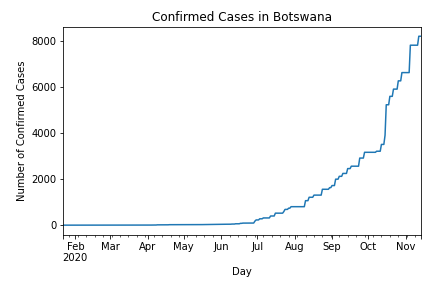 Confirmed Cases in Botswana
Number of Confirmed Cases
8000
6000
4000
2000
0
Feb Mar Apr May Jun Jul Aug Sep Oct Nov
2020
Day